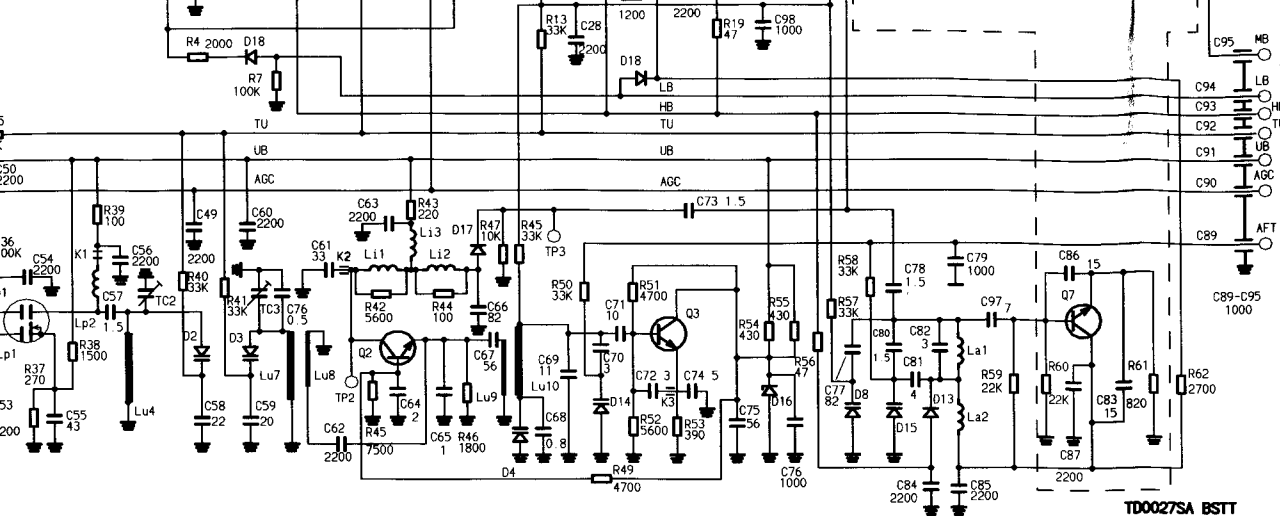 R13
33K
C28
2200
1200
2200
R19
47
C98
1000
R4 2000 D18
R7
100K
D18
LB
HB
TU
TU
UB
UB
AGC
AGC
C95
MB
C94
LB
C93
C92
C91
UB
C90
AGC
C89
AFT
C89-C95
1000
C50
2200
R39
100
K1
C56
2200
C54
2200
C49
2200
C60
2200
R40
33K
R41
33K
TC2
TC3
C76
0.5
C57
1.5
Lp2
Lp1
R38
1500
R37
270
C55
43
Lu4
D2
D3
C58
22
C59
20
Lu7
Lu8
C61
33
K2
C63
2200
R43
220
Li3
Li1
Li2
R42
5600
R44
100
C66
82
D17
R47
10K
R45
33K
TP3
C73 1.5
Q2
TP2
C62
2200
R45
7500
C64
2
C65
1
R46
1800
Lu9
C67
56
D4
R49
4700
Lu10
C69
11
C68
0.8
R50
33K
C71
10
C70
3
D14
R51
4700
Q3
C72 3
K3
C74 5
R52
5600
R53
390
R54
430
R55
430
C75
56
D16
C76
1000
R56
47
R57
33K
R58
33K
C77
82
D8
C78
1.5
C80
1.5
C81
4
C82
3
D15
D13
C79
1000
La1
La2
C84
2200
C85
2200
C97 7
R59
22K
C86 15
Q7
R60
22K
C83
15
C87
2200
R61
820
R62
2700
TD0027SA BSTT